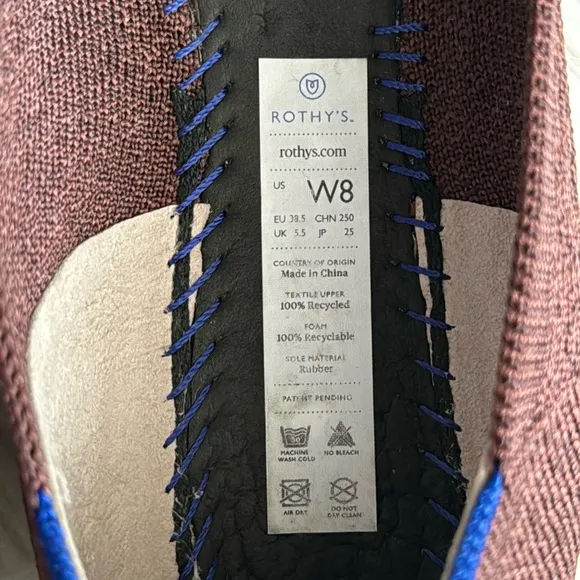 ROTHY'S™
rothys.com
US W8
EU 38.5 CHN 250
UK 5.5 JP 25
COUNTRY OF ORIGIN
Made in China
TEXTILE UPPER
100% Recycled
FOAM
100% Recyclable
SOLE MATERIAL
Rubber
PATENT PENDING
30°
MACHINE WASH COLD
NO BLEACH
AIR DRY
DO NOT DRY CLEAN